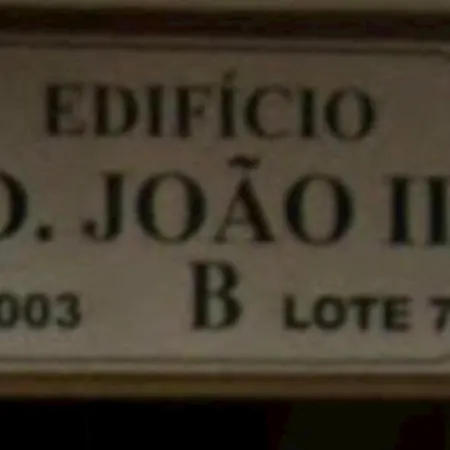 EDIFÍCIO
D. JOÃO II
003 B LOTE 7